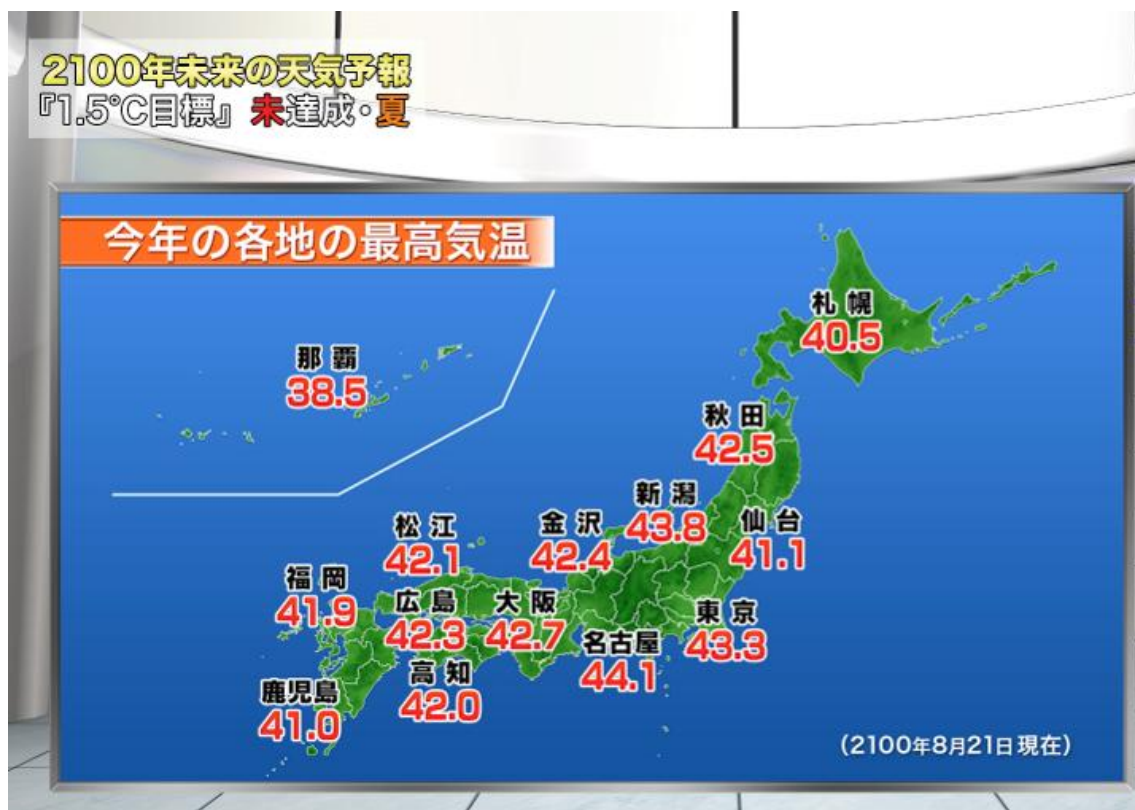 2100年未来の天気予報
『1.5℃目標』 未達成・夏
今年の各地の最高気温
札幌
40.5
那覇
38.5
秋田
42.5
新潟
43.8
仙台
41.1
金沢
42.4
松江
42.1
福岡
41.9
広島
42.3
大阪
42.7
東京
43.3
名古屋
44.1
高知
42.0
鹿児島
41.0
(2100年8月21日現在)